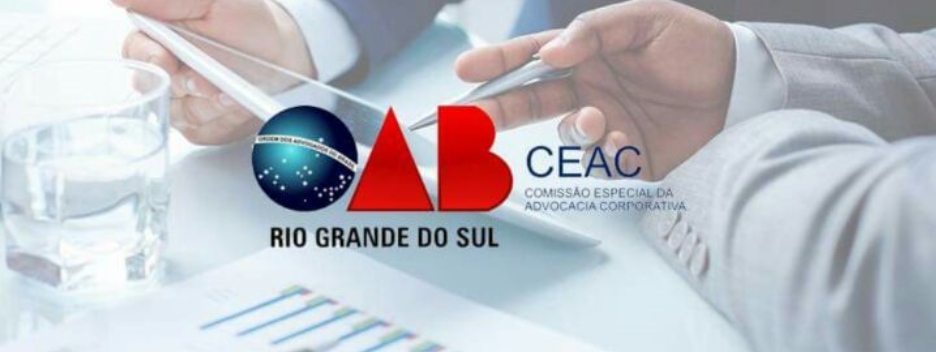 ORDEM DOS ADVOGADOS DO BRASIL
OAB
CEAC
COMISSÃO ESPECIAL DA
ADVOCACIA CORPORATIVA
RIO GRANDE DO SUL